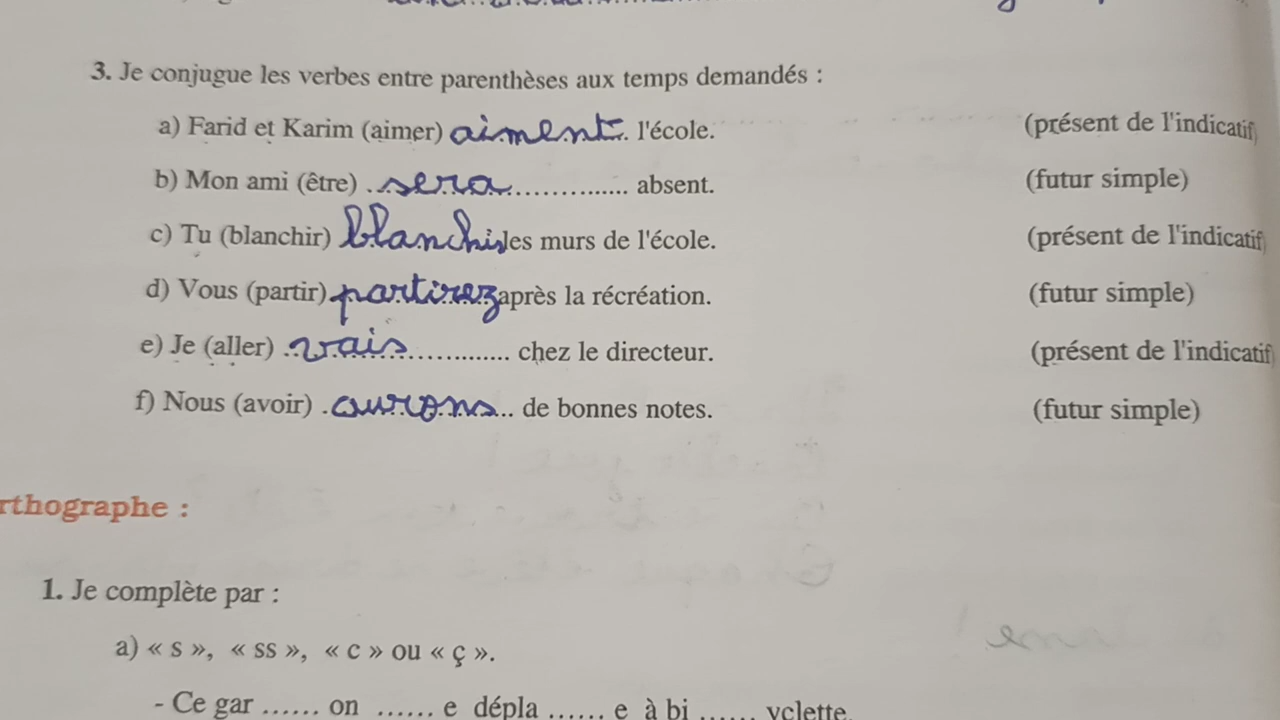 3. Je conjugue les verbes entre parenthèses aux temps demandés :
a) Farid et Karim (aimer) aiment l'école. (présent de l'indicatif)
b) Mon ami (être) ..sera.............. absent. (futur simple)
c) Tu (blanchir) blanchis les murs de l'école. (présent de l'indicatif)
d) Vous (partir) partirez après la récréation. (futur simple)
e) Je (aller) ..vais.............. chez le directeur. (présent de l'indicatif)
f) Nous (avoir) .aurons... de bonnes notes. (futur simple)
rthographe :
1. Je complète par :
a) « s », « ss », « c » ou « ç ».
- Ce gar ...... on ...... e dépla ...... e à bi ...... yclette.